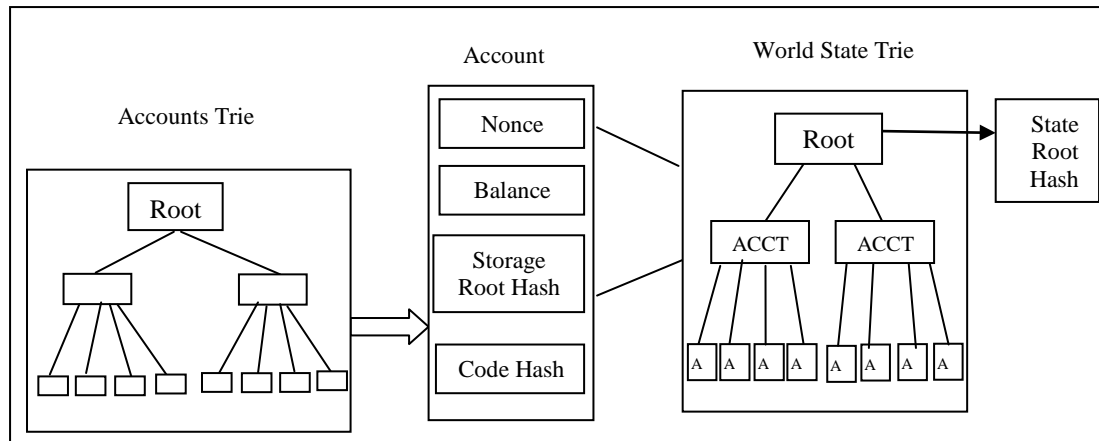 Accounts Trie
Root
Account
Nonce
Balance
Storage
Root Hash
Code Hash
World State Trie
Root
ACCT ACCT
A A A A A A A A
State
Root
Hash